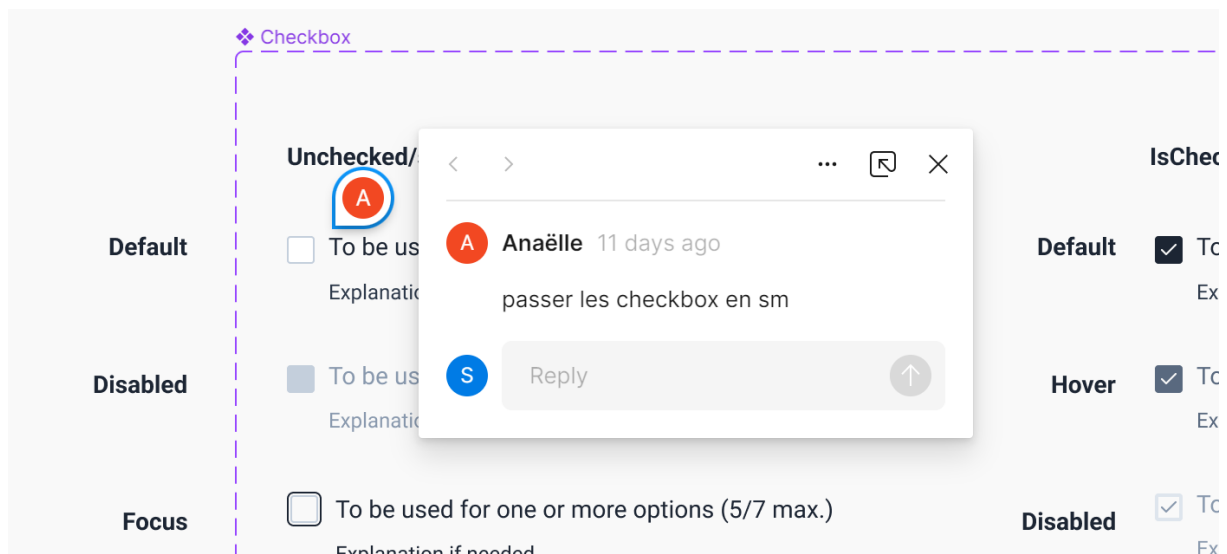 Checkbox
Unchecked/
IsChec
A
Default
To be us
Explanatio
A
Anaëlle 11 days ago
passer les checkbox en sm
S
Reply
Default
To
Ex
Disabled
To be us
Explanatio
Hover
To
Ex
Focus
To be used for one or more options (5/7 max.)
Explanation if needed
Disabled
To
Ex